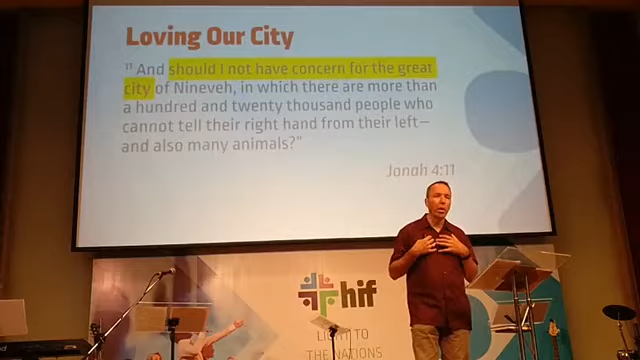 Loving Our City
" And should I not have concern for the great
city of Nineveh, in which there are more than
a hundred and twenty thousand people who
cannot tell their right hand from their left—
and also many animals?"
Jonah 4:11
hif
LIGHT TO
THE NATIONS